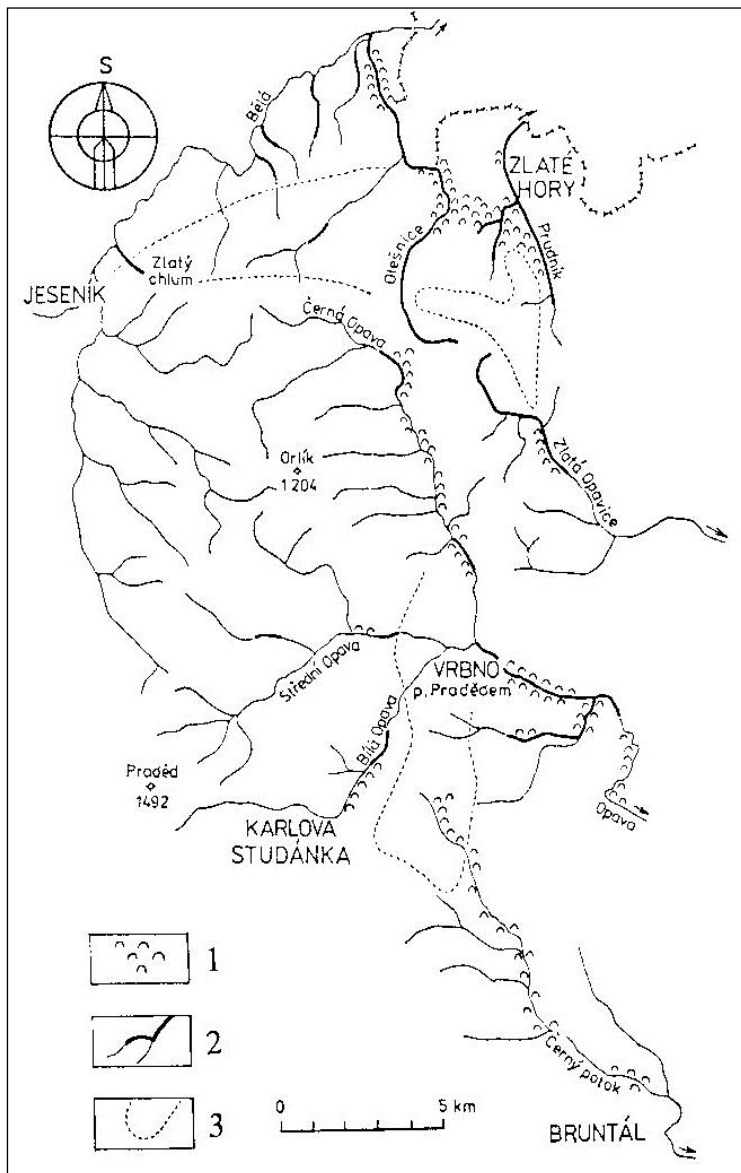 S
Bělá
ZLATÉ
HORY
Olešnice
Prudník
Zlatý
chlum
JESENÍK
Černá Opava
Orlík
1204
Zlatá Opavice
Střední Opava
VRBNO
p. Pradědem
Bílá Opava
Praděd
1492
Opava
KARLOVA
STUDÁNKA
1
2
3
0 5 km
Černý potok
BRUNTÁL